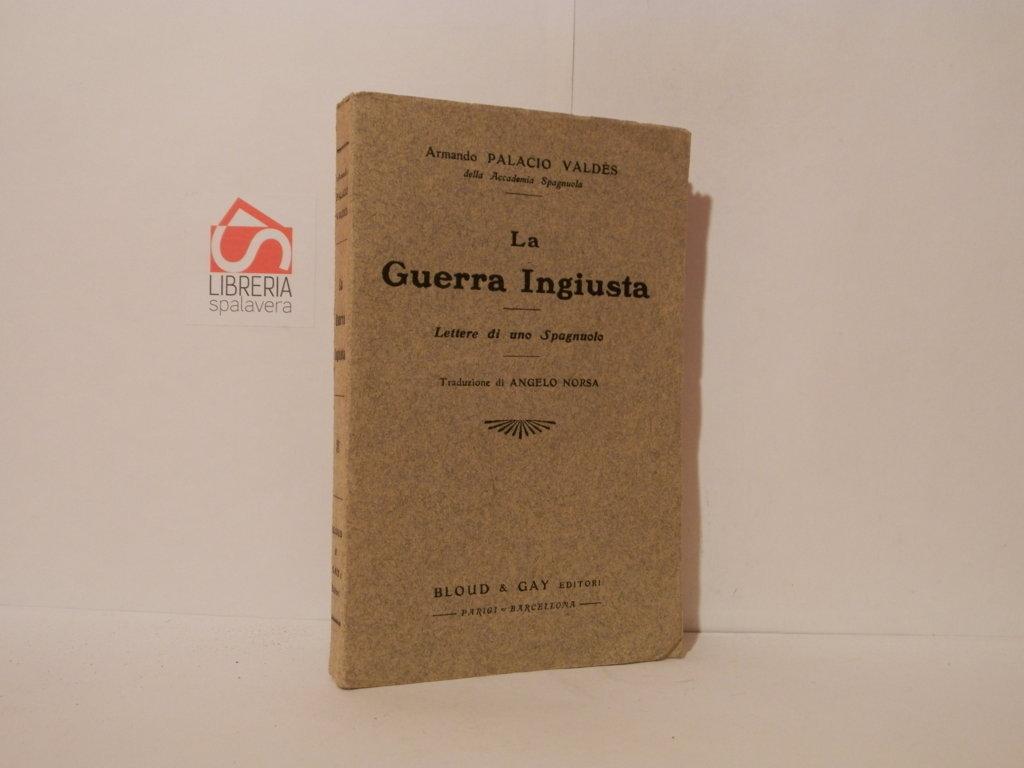 Armando PALACIO VALDÈS
della Accademia Spagnuola
La
Guerra Ingiusta
Lettere di uno Spagnuolo
Traduzione di ANGELO NORSA
BLOUD & GAY EDITORI
PARIGI - BARCELLONA
LIBRERIA
spalavera